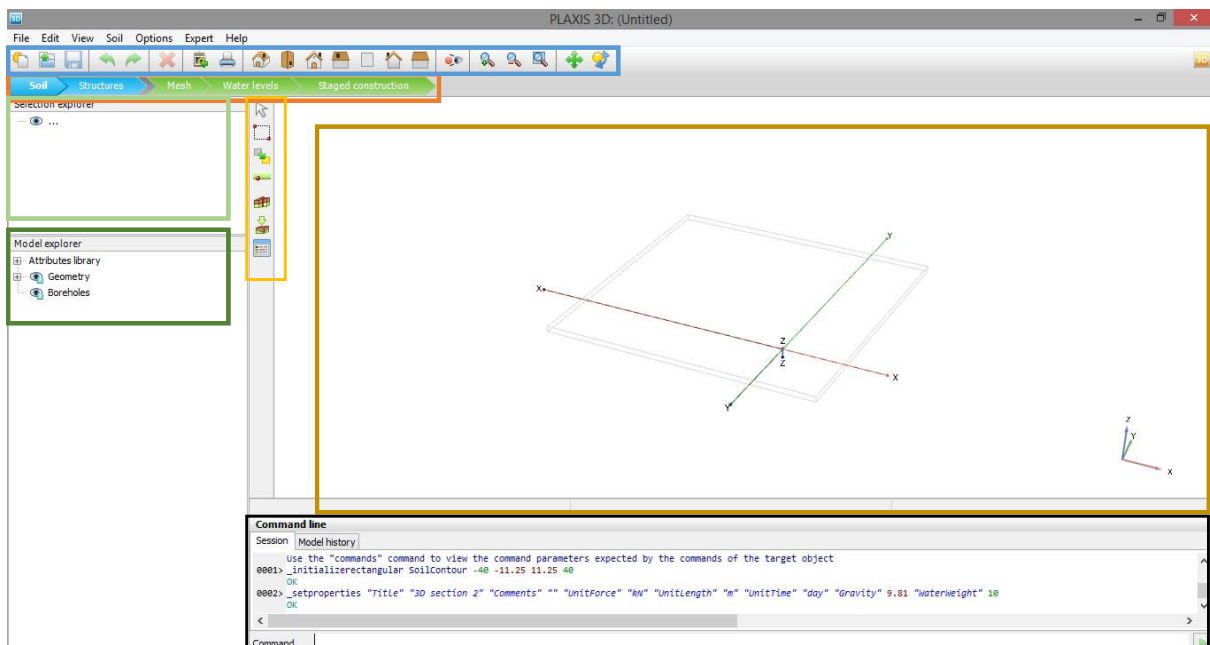 3D PLAXIS 3D: (Untitled)
File Edit View Soil Options Expert Help
3D
Soil Structures Mesh Water levels Staged construction
Selection explorer
...
Model explorer
Attributes library
Geometry
Boreholes
Y
X
Z
Z
X
Y
Z
Y
X
Command line
Session Model history
Use the "commands" command to view the command parameters expected by the commands of the target object
0001> _initializerectangular SoilContour -40 -11.25 11.25 40
OK
0002> _setproperties "Title" "3D section 2" "Comments" "" "UnitForce" "kN" "UnitLength" "m" "UnitTime" "day" "Gravity" 9.81 "WaterWeight" 10
OK
Command